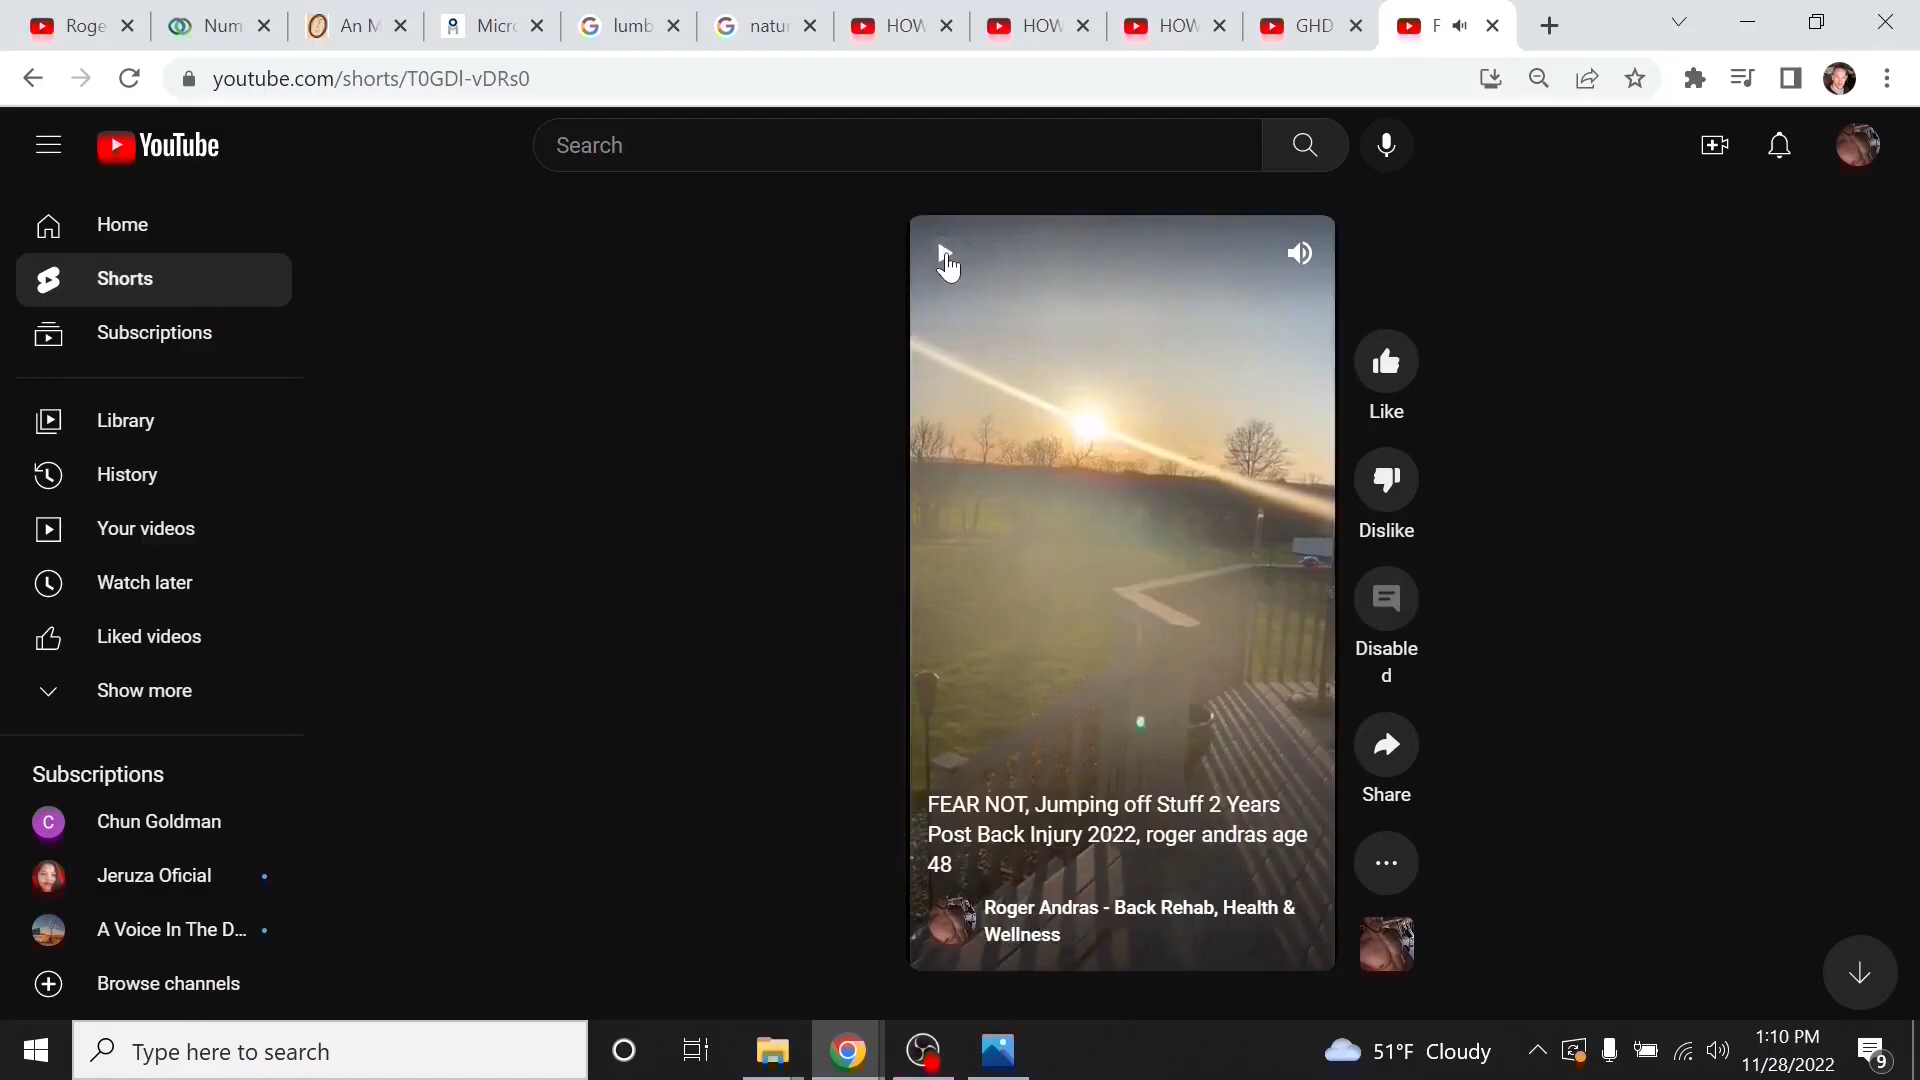 Roge
Num
An M
Micro
lumb
natu
HOW
HOW
HOW
GHD
F
youtube.com/shorts/T0GDI-vDRs0
YouTube
Search
Home
Shorts
Subscriptions
Library
History
Your videos
Watch later
Liked videos
Show more
Subscriptions
C
Chun Goldman
Jeruza Oficial
A Voice In The D...
Browse channels
Like
Dislike
Disable
d
Share
FEAR NOT, Jumping off Stuff 2 Years
Post Back Injury 2022, roger andras age
48
Roger Andras - Back Rehab, Health &
Wellness
Type here to search
51°F Cloudy
1:10 PM
11/28/2022
9